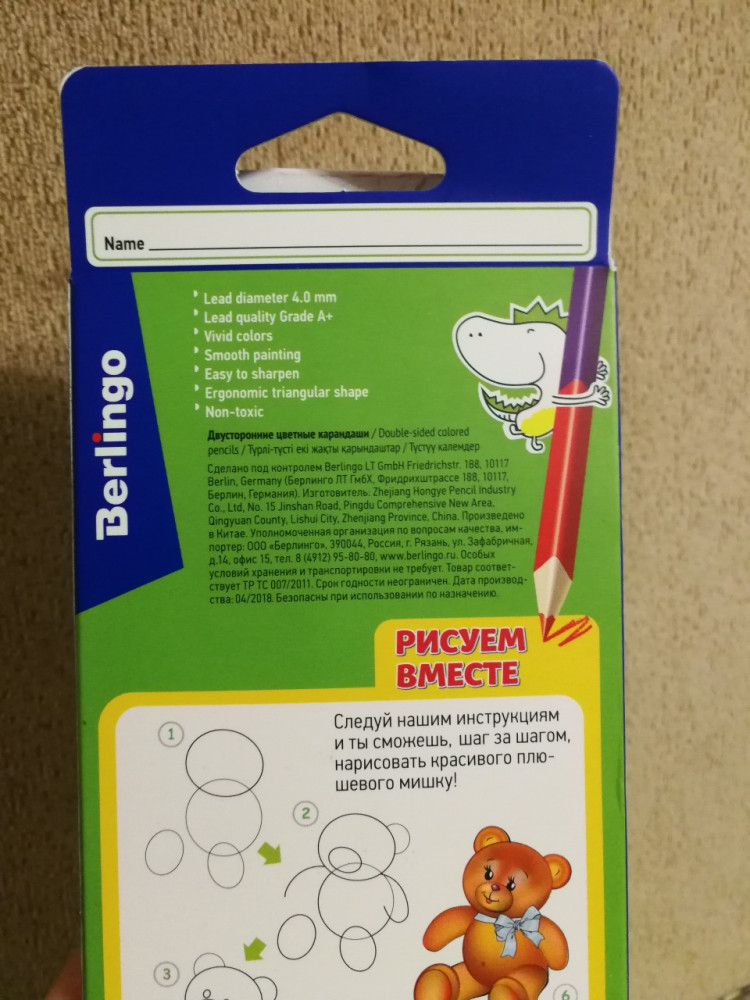 Name
Lead diameter 4.0 mm
Lead quality Grade A+
Vivid colors
Smooth painting
Easy to sharpen
Ergonomic triangular shape
Non-toxic
Berlingo
Двусторонние цветные карандаши / Double-sided colored
pencils / Түрлі-түсті екі жақты қарындаштар / Түстүү калемдер
Сделано под контролем Berlingo LT GmbH Friedrichstr. 188, 10117
Berlin, Germany (Берлинго ЛТ ГмбХ, Фридрихштрассе 188, 10117,
Берлин, Германия). Изготовитель: Zhejiang Hongye Pencil Industry
Co., Ltd, No. 15 Jinshan Road, Pingdu Comprehensive New Area,
Qingyuan County, Lishui City, Zhenjiang Province, China. Произведено
в Китае. Уполномоченная организация по вопросам качества, им-
портер: ООО «Берлинго», 390044, Россия, г. Рязань, ул. Зафабричная,
д.14, офис 15, тел. 8 (4912) 95-80-80, www.berlingo.ru. Особых
условий хранения и транспортировки не требует. Товар соответ-
ствует ТР ТС 007/2011. Срок годности неограничен. Дата производ-
ства: 04/2018. Безопасны при использовании по назначению.
РИСУЕМ
ВМЕСТЕ
Следуй нашим инструкциям
и ты сможешь, шаг за шагом,
нарисовать красивого плю-
шевого мишку!
1
2
3
6